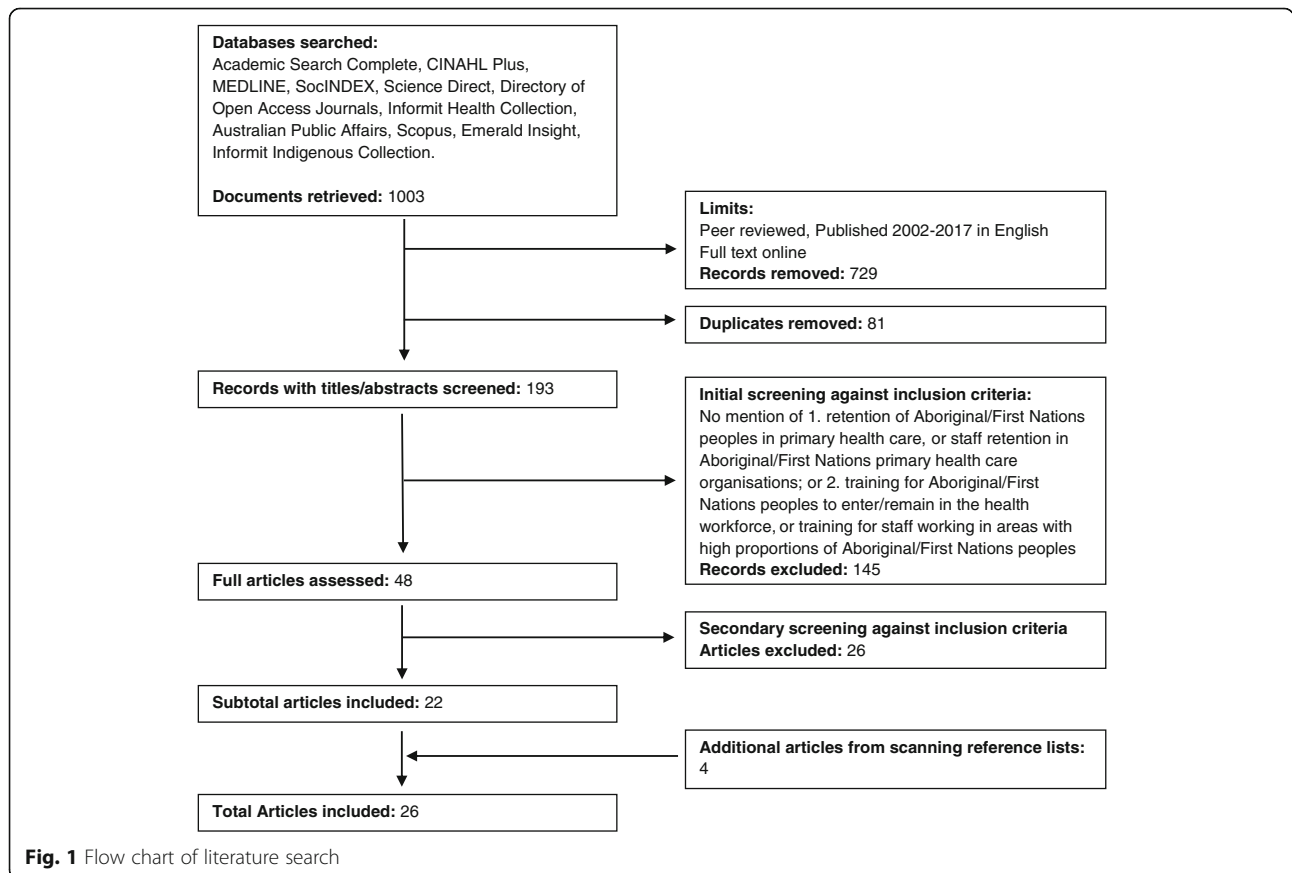 Databases searched:
Academic Search Complete, CINAHL Plus,
MEDLINE, SocINDEX, Science Direct, Directory of
Open Access Journals, Informit Health Collection,
Australian Public Affairs, Scopus, Emerald Insight,
Informit Indigenous Collection.
Documents retrieved: 1003
Limits:
Peer reviewed, Published 2002-2017 in English
Full text online
Records removed: 729
Duplicates removed: 81
Records with titles/abstracts screened: 193
Initial screening against inclusion criteria:
No mention of 1. retention of Aboriginal/First Nations
peoples in primary health care, or staff retention in
Aboriginal/First Nations primary health care
organisations; or 2. training for Aboriginal/First
Nations peoples to enter/remain in the health
workforce, or training for staff working in areas with
high proportions of Aboriginal/First Nations peoples
Records excluded: 145
Full articles assessed: 48
Secondary screening against inclusion criteria
Articles excluded: 26
Subtotal articles included: 22
Additional articles from scanning reference lists:
4
Total Articles included: 26
Fig. 1 Flow chart of literature search